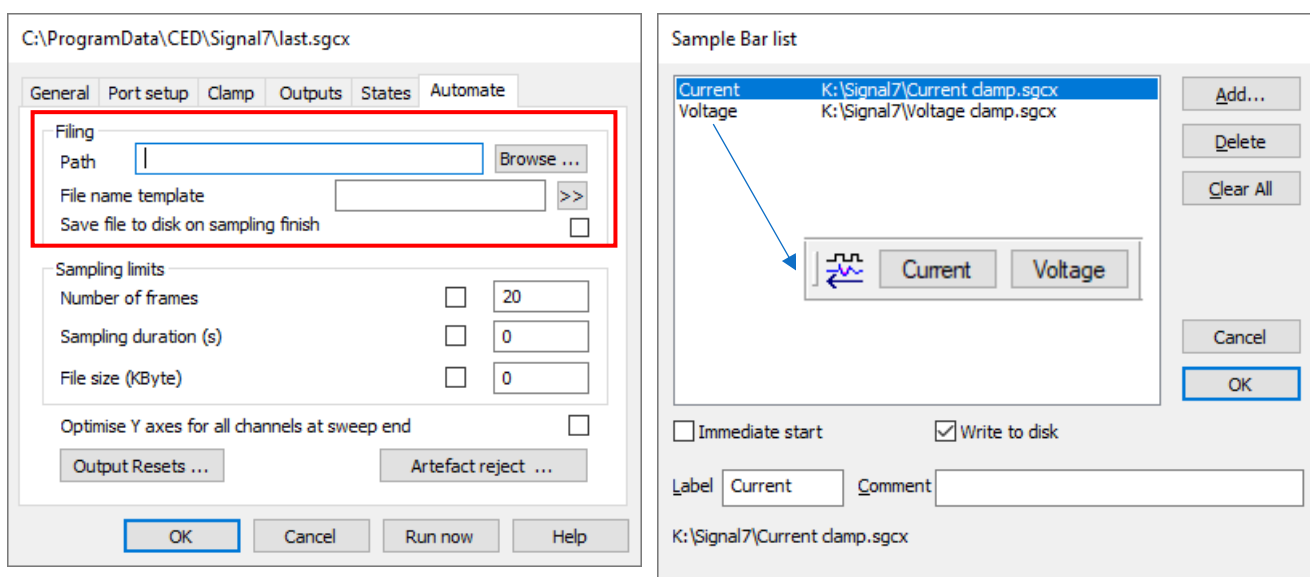 C:\ProgramData\CED\Signal7\last.sgcx
General Port setup Clamp Outputs States Automate
Filing
Path Browse ...
File name template >>
Save file to disk on sampling finish
Sampling limits
Number of frames 20
Sampling duration (s) 0
File size (KByte) 0
Optimise Y axes for all channels at sweep end
Output Resets ... Artefact reject ...
OK Cancel Run now Help
Sample Bar list
Current K:\Signal7\Current clamp.sgcx
Voltage K:\Signal7\Voltage clamp.sgcx
Add...
Delete
Clear All
Current Voltage
Cancel
OK
Immediate start Write to disk
Label Current Comment
K:\Signal7\Current clamp.sgcx